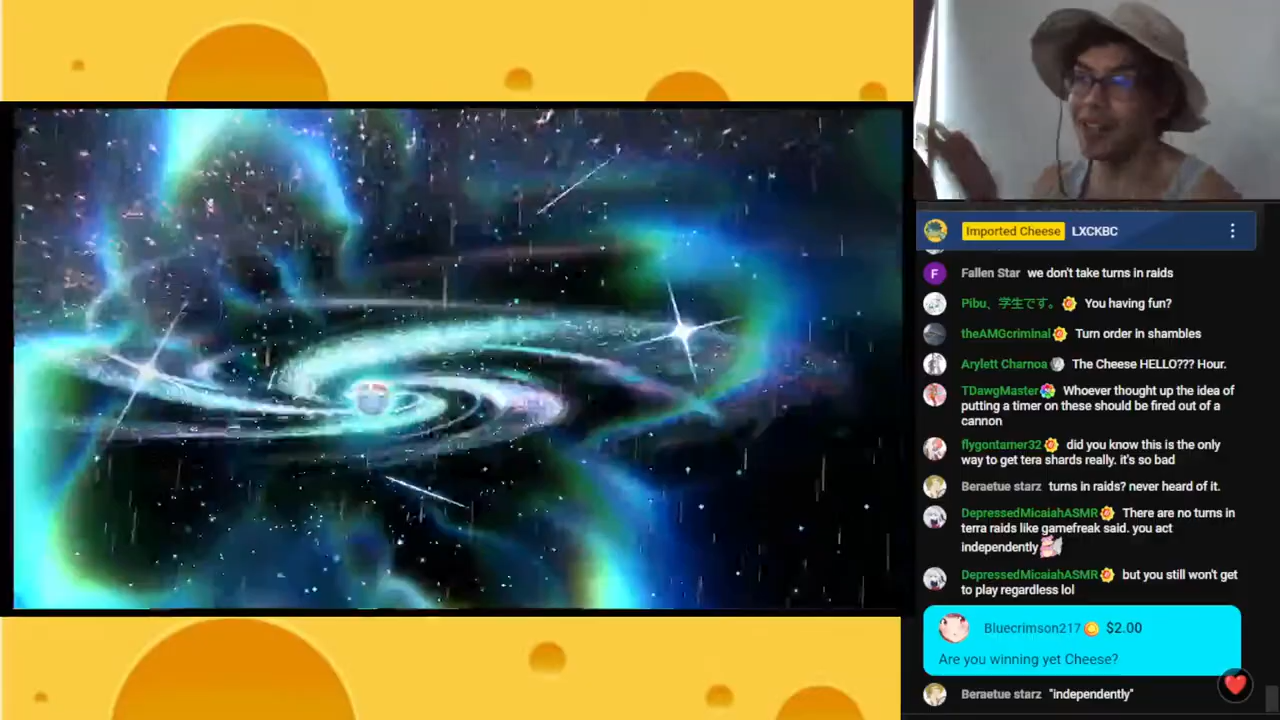 Imported Cheese LXCKBC
Fallen Star we don't take turns in raids
Pibu、学生です。 You having fun?
theAMGcriminal Turn order in shambles
Arylett Charnoa The Cheese HELLO??? Hour.
TDawgMaster Whoever thought up the idea of
putting a timer on these should be fired out of a
cannon
flygontamer32 did you know this is the only
way to get tera shards really. it's so bad
Beraetue starz turns in raids? never heard of it.
DepressedMicaiahASMR There are no turns in
terra raids like gamefreak said. you act
independently
DepressedMicaiahASMR but you still won't get
to play regardless lol
Bluecrimson217 $2.00
Are you winning yet Cheese?
Beraetue starz "independently"
F